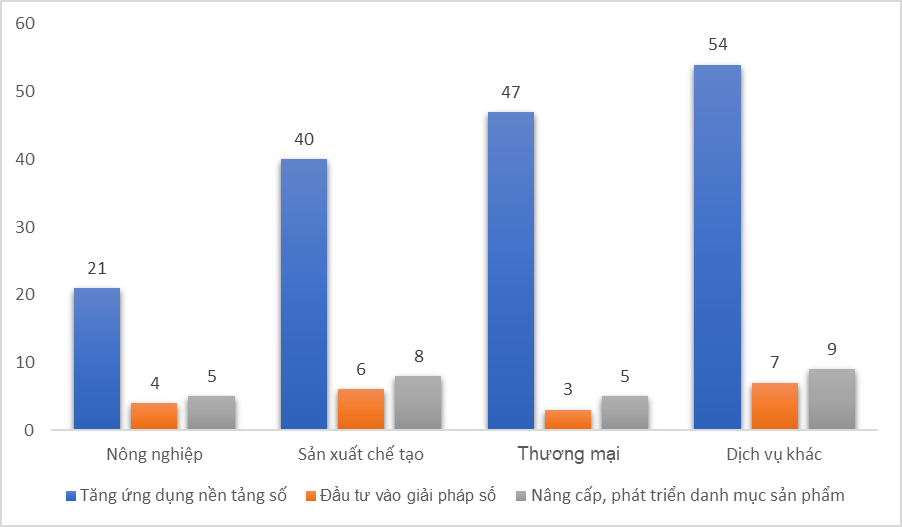 60
50
40
30
20
10
0
21
4
5
40
6
8
47
3
5
54
7
9
Nông nghiệp
Sản xuất chế tạo
Thương mại
Dịch vụ khác
Tăng ứng dụng nền tảng số
Đầu tư vào giải pháp số
Nâng cấp, phát triển danh mục sản phẩm